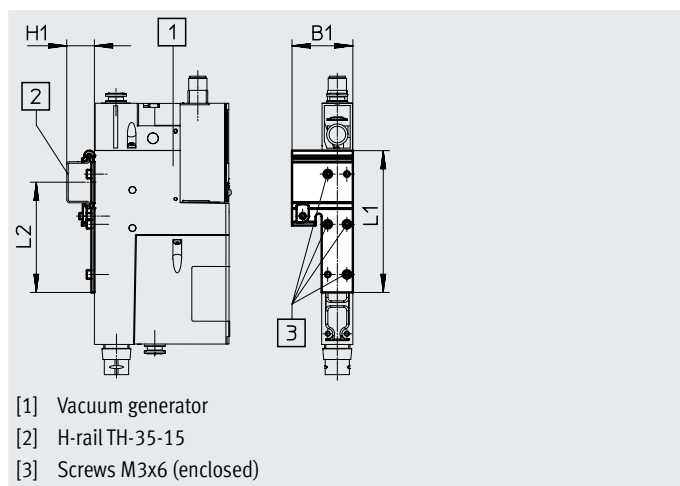 H1
1
B1
2
L2
L1
3
[1] Vacuum generator
[2] H-rail TH-35-15
[3] Screws M3x6 (enclosed)